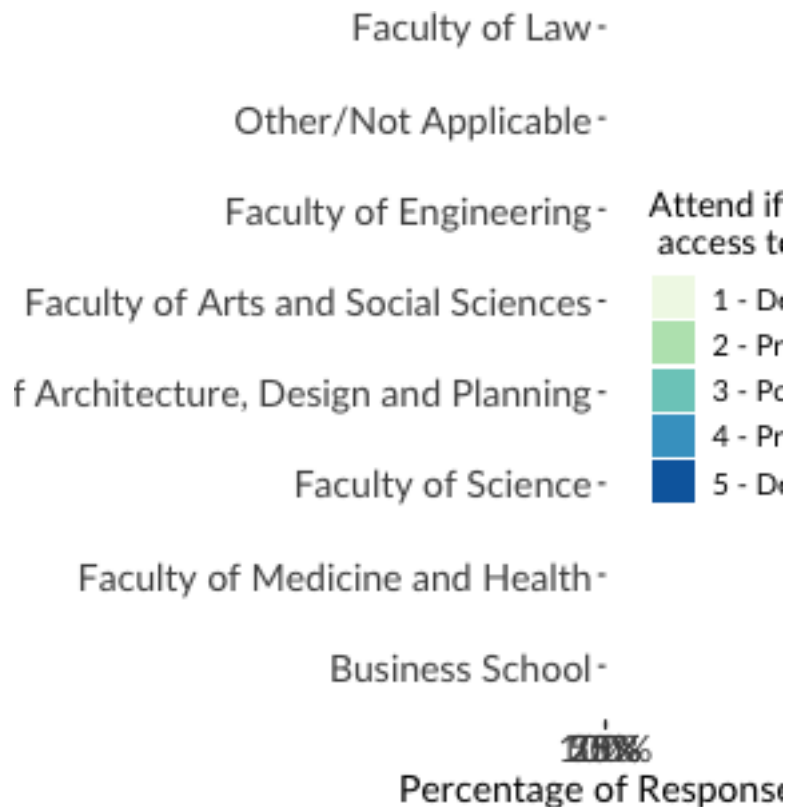 Faculty of Law
Other/Not Applicable
Faculty of Engineering
Faculty of Arts and Social Sciences
f Architecture, Design and Planning
Faculty of Science
Faculty of Medicine and Health
Business School
Attend if
access t
1 - D
2 - Pr
3 - Po
4 - Pr
5 - D
Percentage of Response